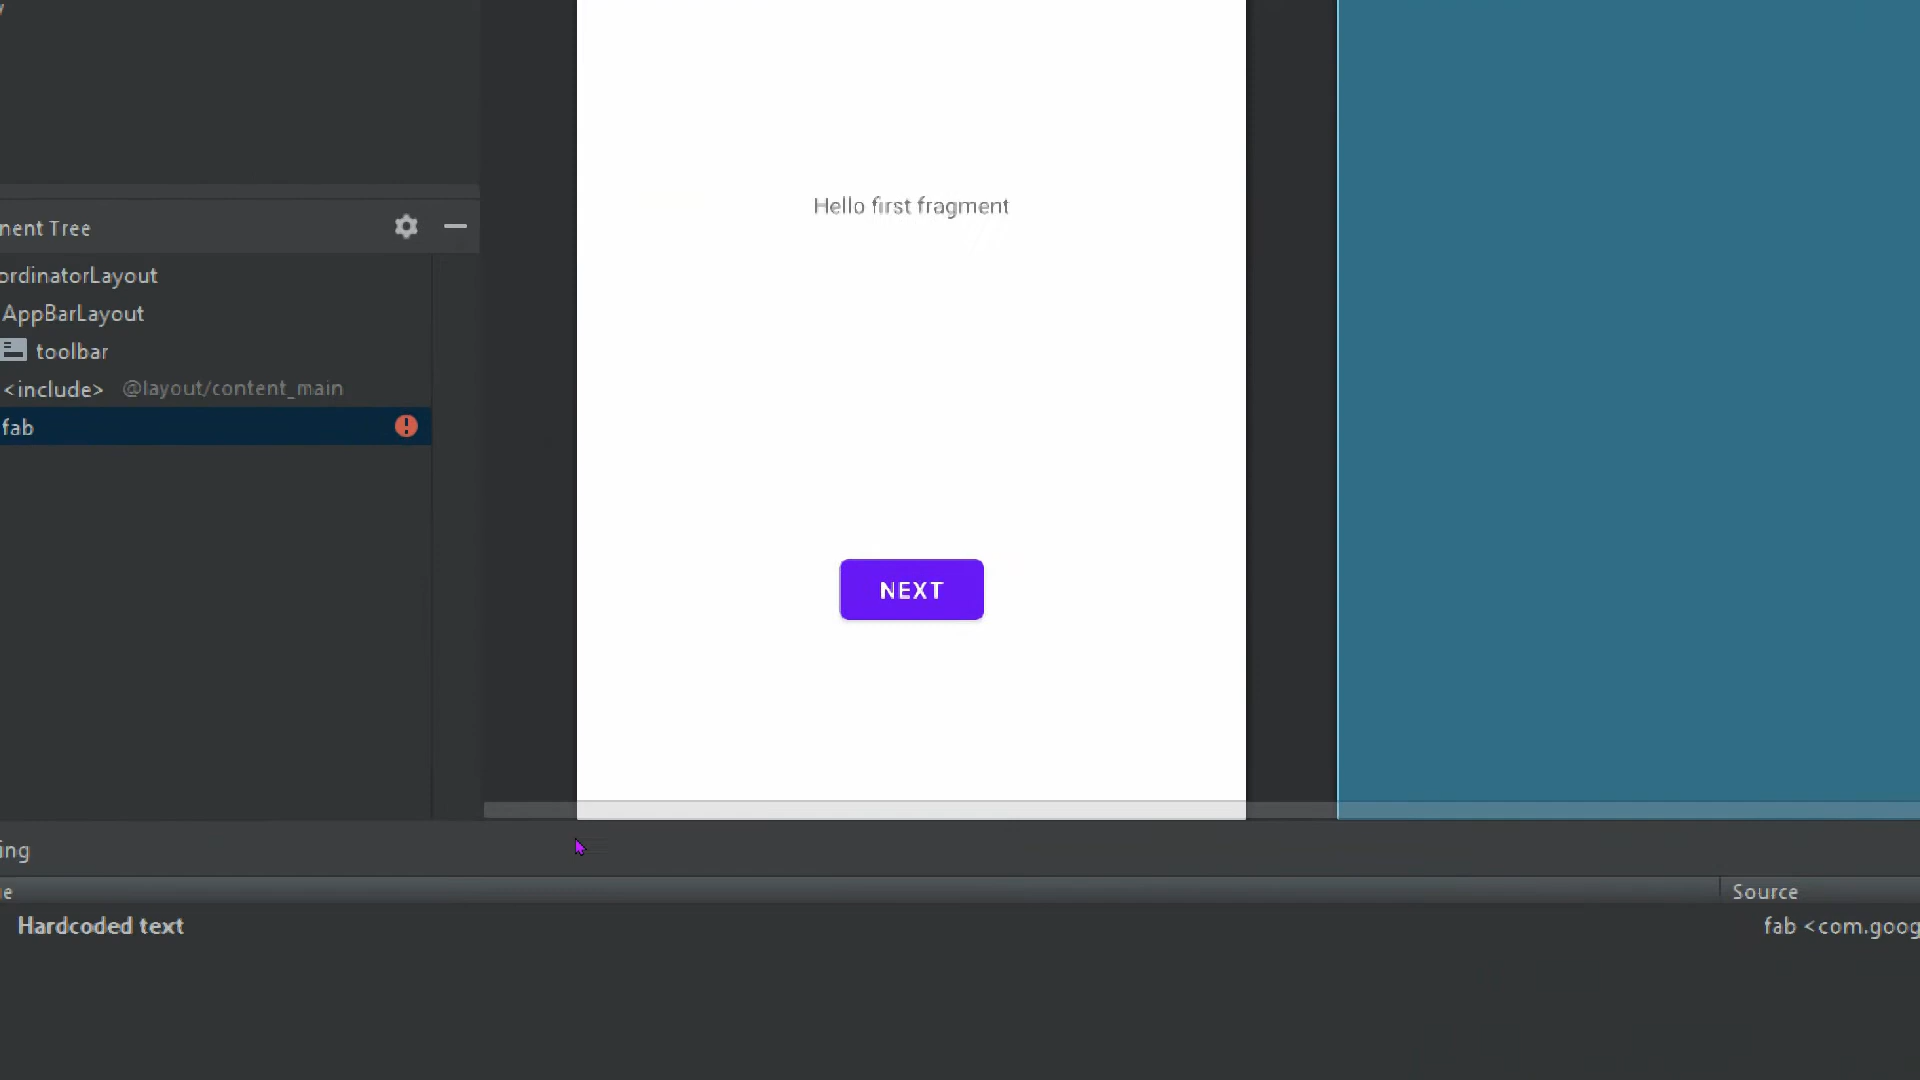 Hello first fragment
nent Tree
ordinatorLayout
AppBarLayout
toolbar
<include> @layout/content_main
fab
NEXT
ing
e Source
Hardcoded text fab <com.goog